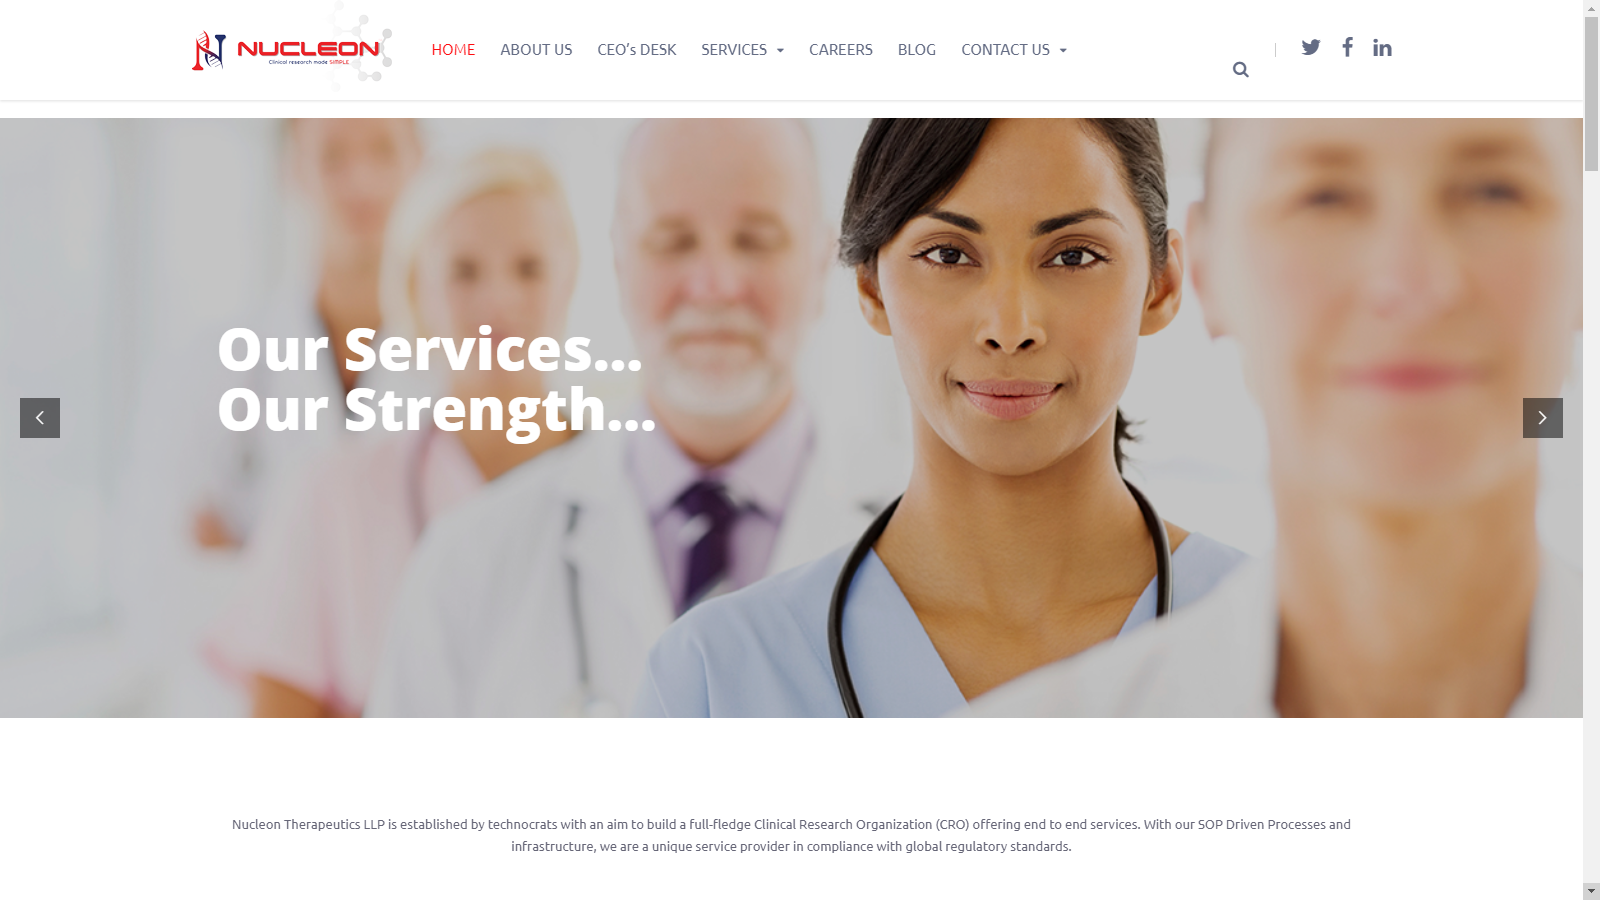 NUCLEON
Clinical research made SIMPLE
HOME ABOUT US CEO's DESK SERVICES CAREERS BLOG CONTACT US
Our Services...
Our Strength...
Nucleon Therapeutics LLP is established by technocrats with an aim to build a full-fledge Clinical Research Organization (CRO) offering end to end services. With our SOP Driven Processes and
infrastructure, we are a unique service provider in compliance with global regulatory standards.